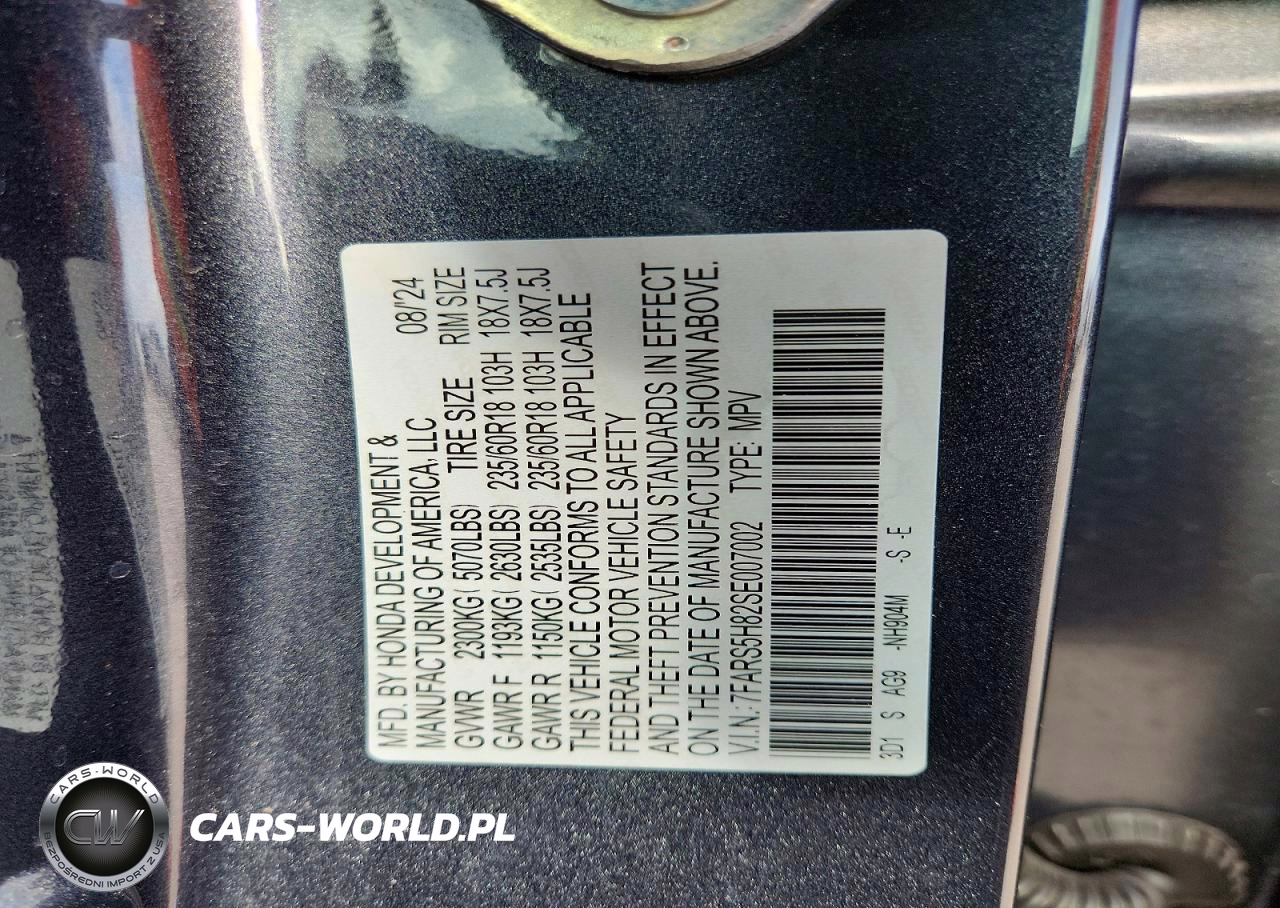 MFD. BY HONDA DEVELOPMENT &
MANUFACTURING OF AMERICA, LLC 08/'24
GVWR 2300KG( 5070LBS) TIRE SIZE RIM SIZE
GAWR F 1193KG( 2630LBS) 235/60R18 103H 18X7.5J
GAWR R 1150KG( 2535LBS) 235/60R18 103H 18X7.5J
THIS VEHICLE CONFORMS TO ALL APPLICABLE
FEDERAL MOTOR VEHICLE SAFETY
AND THEFT PREVENTION STANDARDS IN EFFECT
ON THE DATE OF MANUFACTURE SHOWN ABOVE.
V.I.N.: 7FARS5H82SE007002 TYPE: MPV
3D1 S AG9 -NH904M -S -E
CARS-WORLD
CW
BEZPOŚREDNI IMPORT Z USA
CARS-WORLD.PL